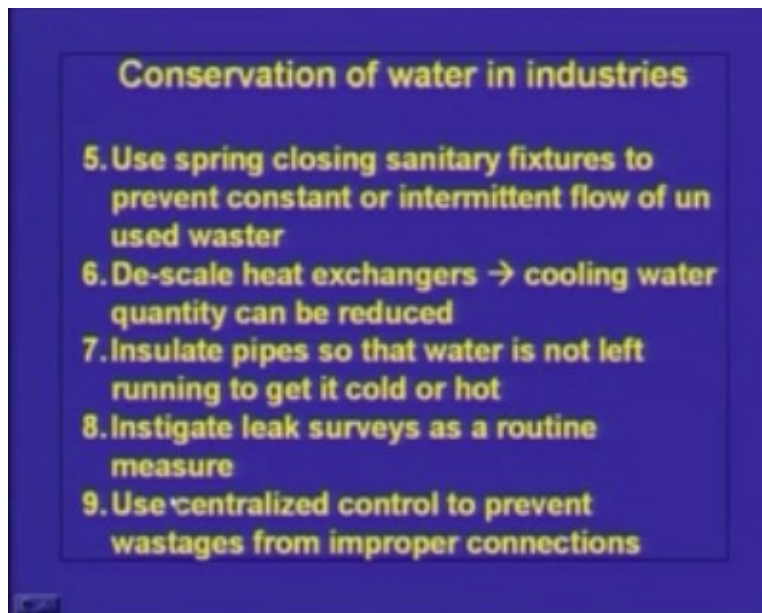 Conservation of water in industries
5. Use spring closing sanitary fixtures to
prevent constant or intermittent flow of un
used waster
6. De-scale heat exchangers → cooling water
quantity can be reduced
7. Insulate pipes so that water is not left
running to get it cold or hot
8. Instigate leak surveys as a routine
measure
9. Use centralized control to prevent
wastages from improper connections